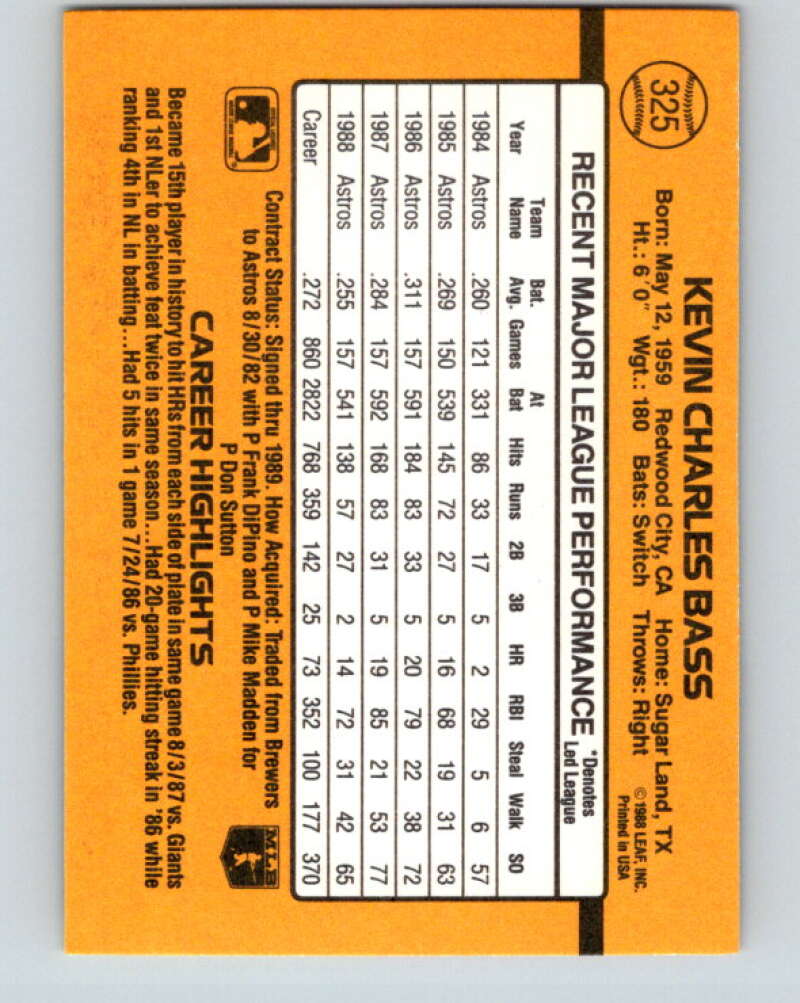 325
KEVIN CHARLES BASS
Born: May 12, 1959 Redwood City, CA Home: Sugar Land, TX
Ht.: 6'0" Wgt.: 180 Bats: Switch Throws: Right
©1988 LEAF, INC.
Printed in USA
RECENT MAJOR LEAGUE PERFORMANCE
*Denotes
Led League
Year Team Name Bat. Avg. Games At Bat Hits Runs 2B 3B HR RBI Steal Walk SO
1984 Astros .260 121 331 86 33 17 5 2 29 5 6 57
1985 Astros .269 150 539 145 72 27 5 16 68 19 31 63
1986 Astros .311 157 591 184 83 33 5 20 79 22 38 72
1987 Astros .284 157 592 168 83 31 5 19 85 21 53 77
1988 Astros .255 157 541 138 57 27 2 14 72 31 42 65
Career .272 860 2822 768 359 142 25 73 352 100 177 370
Contract Status: Signed thru 1989. How Acquired: Traded from Brewers
to Astros 8/30/82 with P Frank DiPino and P Mike Madden for
P Don Sutton
MLB
CAREER HIGHLIGHTS
Became 15th player in history to hit HRs from each side of plate in same game 8/3/87 vs. Giants
and 1st NLer to achieve feat twice in same season...Had 20-game hitting streak in '86 while
ranking 4th in NL in batting...Had 5 hits in 1 game 7/24/86 vs. Phillies.